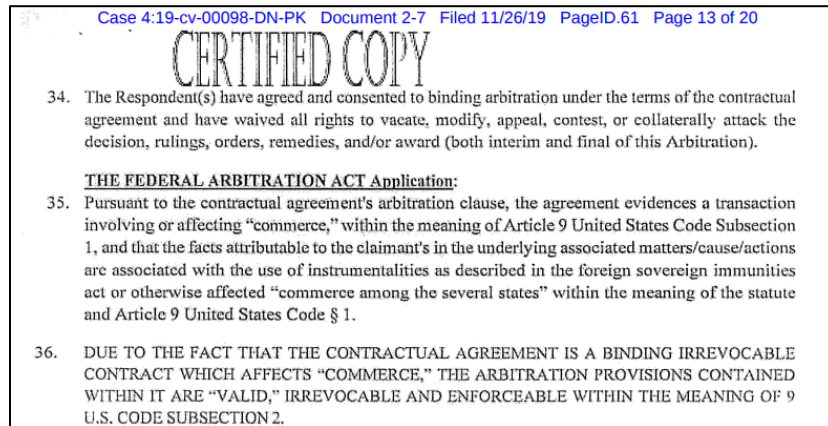 Case 4:19-cv-00098-DN-PK Document 2-7 Filed 11/26/19 PageID.61 Page 13 of 20
CERTIFIED COPY
34. The Respondent(s) have agreed and consented to binding arbitration under the terms of the contractual
agreement and have waived all rights to vacate, modify, appeal, contest, or collaterally attack the
decision, rulings, orders, remedies, and/or award (both interim and final of this Arbitration).
THE FEDERAL ARBITRATION ACT Application:
35. Pursuant to the contractual agreement's arbitration clause, the agreement evidences a transaction
involving or affecting “commerce,” within the meaning of Article 9 United States Code Subsection
1, and that the facts attributable to the claimant's in the underlying associated matters/cause/actions
are associated with the use of instrumentalities as described in the foreign sovereign immunities
act or otherwise affected “commerce among the several states” within the meaning of the statute
and Article 9 United States Code § 1.
36. DUE TO THE FACT THAT THE CONTRACTUAL AGREEMENT IS A BINDING IRREVOCABLE
CONTRACT WHICH AFFECTS “COMMERCE,” THE ARBITRATION PROVISIONS CONTAINED
WITHIN IT ARE “VALID,” IRREVOCABLE AND ENFORCEABLE WITHIN THE MEANING OF 9
U.S. CODE SUBSECTION 2.